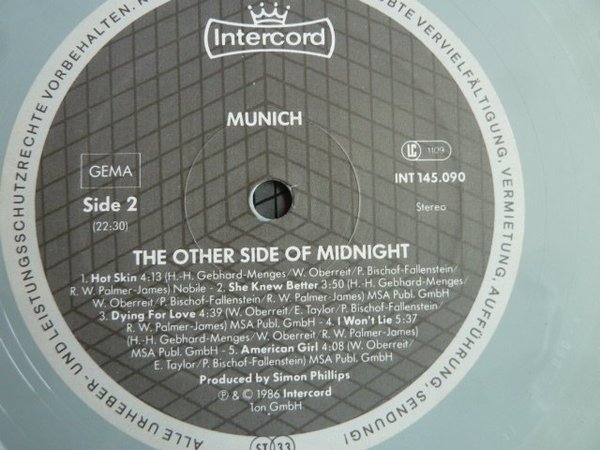 Intercord
MUNICH
GEMA
LC 1109
INT 145.090
Side 2
Stereo
(22:30)
THE OTHER SIDE OF MIDNIGHT
1. Hot Skin 4:13 (H.-H. Gebhard-Menges/W. Oberreit/P. Bischof-Fallenstein/
R. W. Palmer-James) Nobile - 2. She Knew Better 3:50 (H.-H. Gebhard-Menges/
W. Oberreit/P. Bischof-Fallenstein/R. W. Palmer-James) MSA Publ. GmbH
3. Dying For Love 4:39 (W. Oberreit/E. Taylor/P. Bischof-Fallenstein/
R. W. Palmer-James) MSA Publ. GmbH - 4. I Won't Lie 5:37
(H.-H. Gebhard-Menges/W. Oberreit/R. W. Palmer-James)
MSA Publ. GmbH - 5. American Girl 4:08 (W. Oberreit/
E. Taylor/P. Bischof-Fallenstein) MSA Publ. GmbH
Produced by Simon Phillips
℗ & © 1986 Intercord
Ton GmbH
ALLE URHEBER- UND LEISTUNGSSCHUTZRECHTE VORBEHALTEN.
VERVIELFÄLTIGUNG, VERMIETUNG, AUFFÜHRUNG, SENDUNG!
ST 33